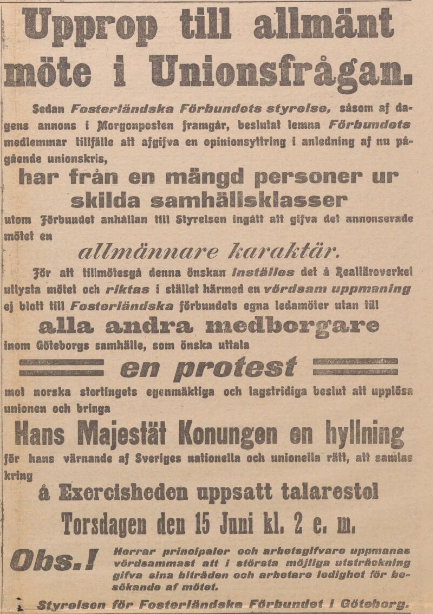 Upprop till allmänt
möte i Unionsfrågan.
Sedan Fosterländska Förbundets styrelse, såsom af da-
gens annons i Morgonposten framgår, beslutat lemna Förbundets
medlemmar tillfälle att afgifva en opinionsyttring i anledning af nu på-
gående unionskris,
har från en mängd personer ur
skilda samhällsklasser
utom Förbundet anhållan till Styrelsen ingått att gifva det annonserade
mötet en
allmännare karaktär.
För att tillmötesgå denna önskan inställes det å Realläroverket
utlysta mötet och riktas i stället härmed en vördsam uppmaning
ej blott till Fosterländska förbundets egna ledamöter utan till
alla andra medborgare
inom Göteborgs samhälle, som önska uttala
en protest
mot norska stortingets egenmäktiga och lagstridiga beslut att upplösa
unionen och bringa
Hans Majestät Konungen en hyllning
för hans värnande af Sveriges nationella och unionella rätt, att samlas
kring
å Exercisheden uppsatt talarestol
Torsdagen den 15 Juni kl. 2 e. m.
Obs.! Herrar principaler och arbetsgifvare uppmanas
vördsammast att i största möjliga utsträckning
gifva sina biträden och arbetare ledighet för be-
sökande af mötet.
Styrelsen för Fosterländska Förbundet i Göteborg.